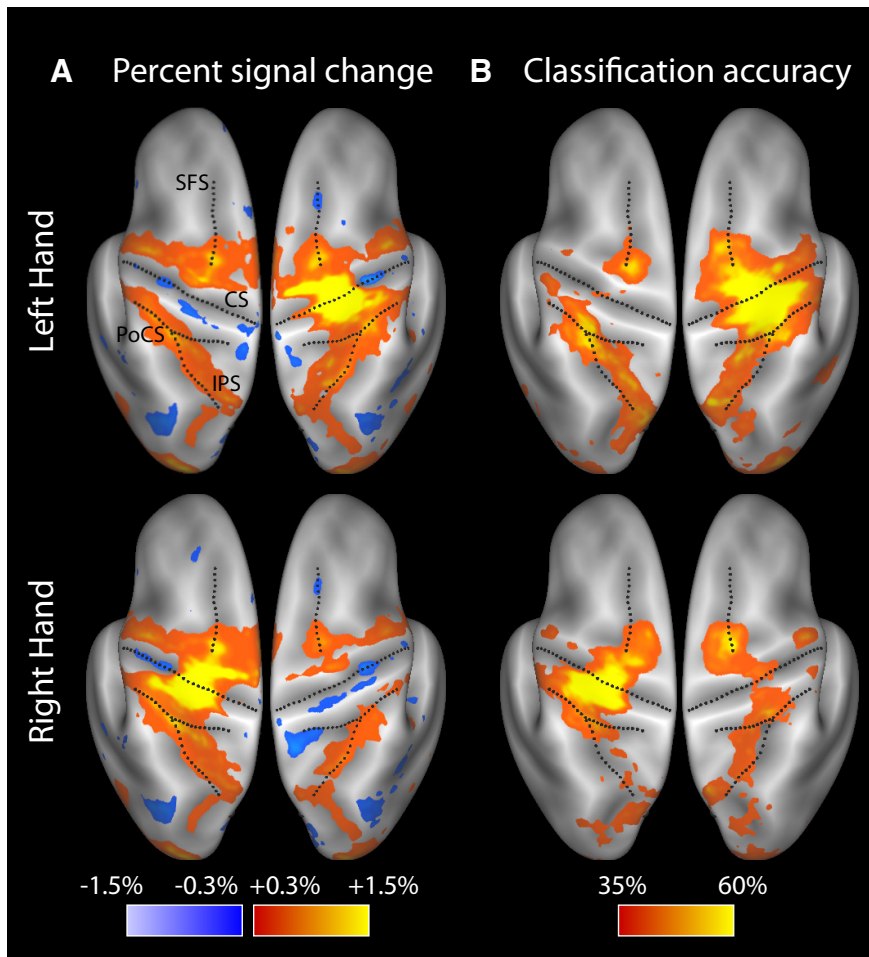 A Percent signal change
B Classification accuracy
Left Hand
SFS
CS
PoCS
IPS
Right Hand
-1.5% -0.3% +0.3% +1.5%
35% 60%